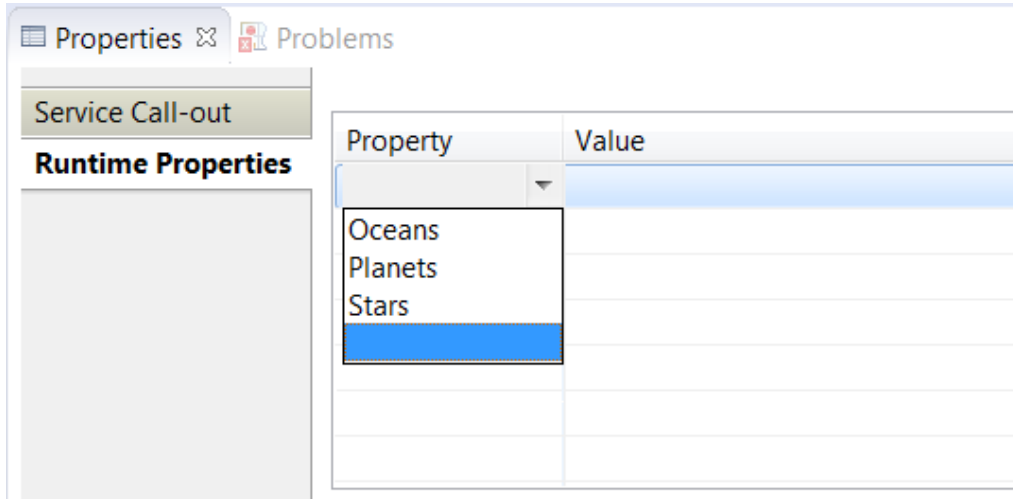 Properties Problems
Service Call-out
Runtime Properties
Property Value
Oceans
Planets
Stars